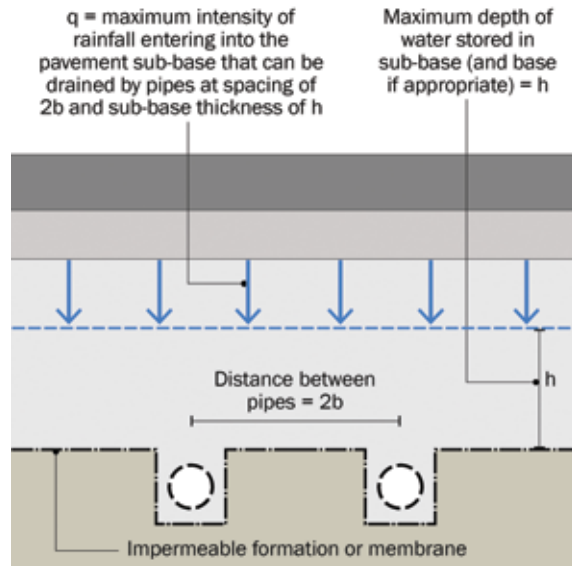 q = maximum intensity of
rainfall entering into the
pavement sub-base that can be
drained by pipes at spacing of
2b and sub-base thickness of h
Maximum depth of
water stored in
sub-base (and base
if appropriate) = h
h
Distance between
pipes = 2b
Impermeable formation or membrane